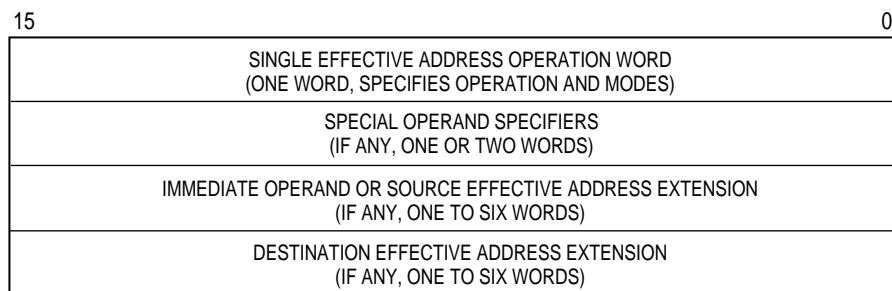 15 0
SINGLE EFFECTIVE ADDRESS OPERATION WORD
(ONE WORD, SPECIFIES OPERATION AND MODES)
SPECIAL OPERAND SPECIFIERS
(IF ANY, ONE OR TWO WORDS)
IMMEDIATE OPERAND OR SOURCE EFFECTIVE ADDRESS EXTENSION
(IF ANY, ONE TO SIX WORDS)
DESTINATION EFFECTIVE ADDRESS EXTENSION
(IF ANY, ONE TO SIX WORDS)